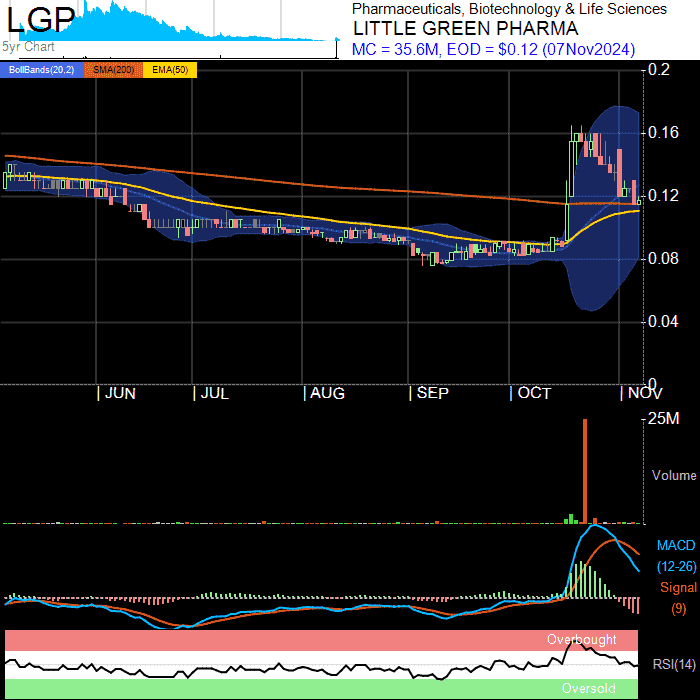 LGP
5yr Chart
Pharmaceuticals, Biotechnology & Life Sciences
LITTLE GREEN PHARMA
MC = 35.6M, EOD = $0.12 (07Nov2024)
BollBands(20,2) SMA(200) EMA(50)
0.2
0.16
0.12
0.08
0.04
0
JUN JUL AUG SEP OCT NOV
25M
Volume
MACD
(12-26)
Signal
(9)
Overbought
RSI(14)
Oversold